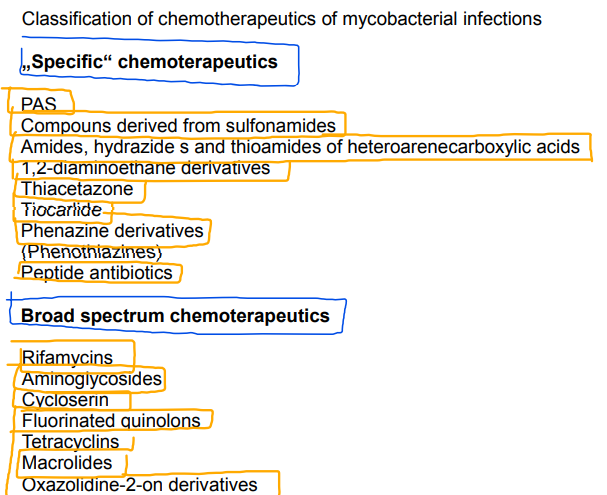 Classification of chemotherapeutics of mycobacterial infections
„Specific“ chemoterapeutics
PAS
Compouns derived from sulfonamides
Amides, hydrazide s and thioamides of heteroarenecarboxylic acids
1,2-diaminoethane derivatives
Thiacetazone
Tiocarlide
Phenazine derivatives
(Phenothiazines)
Peptide antibiotics
Broad spectrum chemoterapeutics
Rifamycins
Aminoglycosides
Cycloserin
Fluorinated quinolons
Tetracyclins
Macrolides
Oxazolidine-2-on derivatives